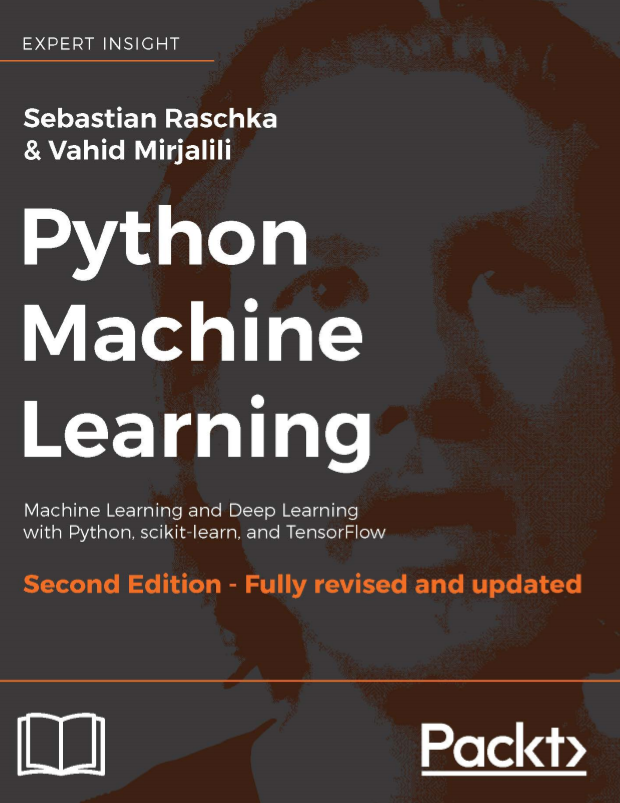 EXPERT INSIGHT
Sebastian Raschka
& Vahid Mirjalili
Python
Machine
Learning
Machine Learning and Deep Learning
with Python, scikit-learn, and TensorFlow
Second Edition - Fully revised and updated
Packt>